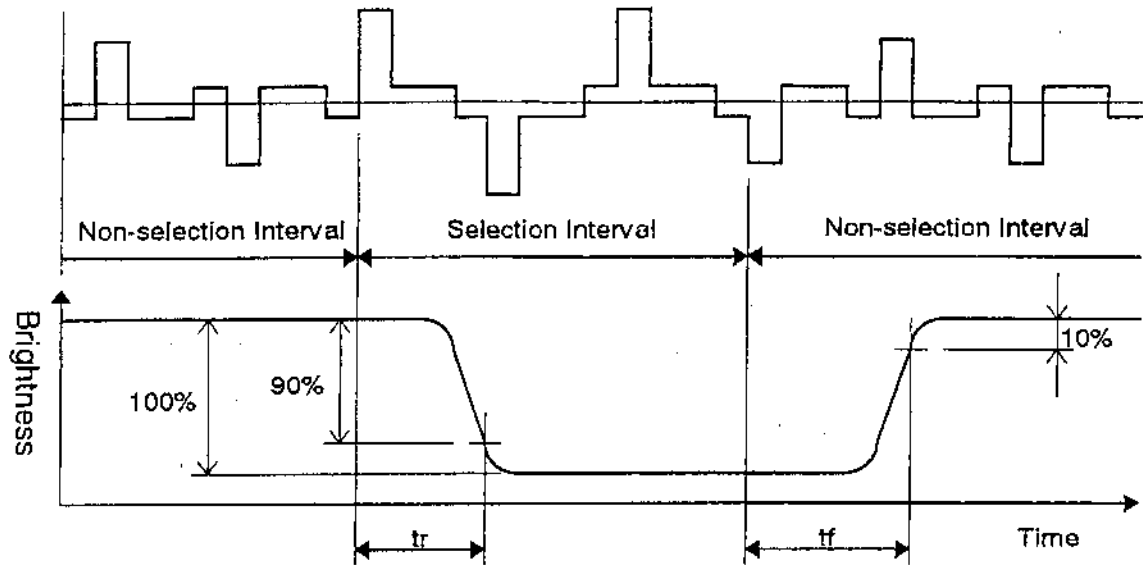 Non-selection Interval
Selection Interval
Non-selection Interval
Brightness
100%
90%
10%
tr
tf
Time